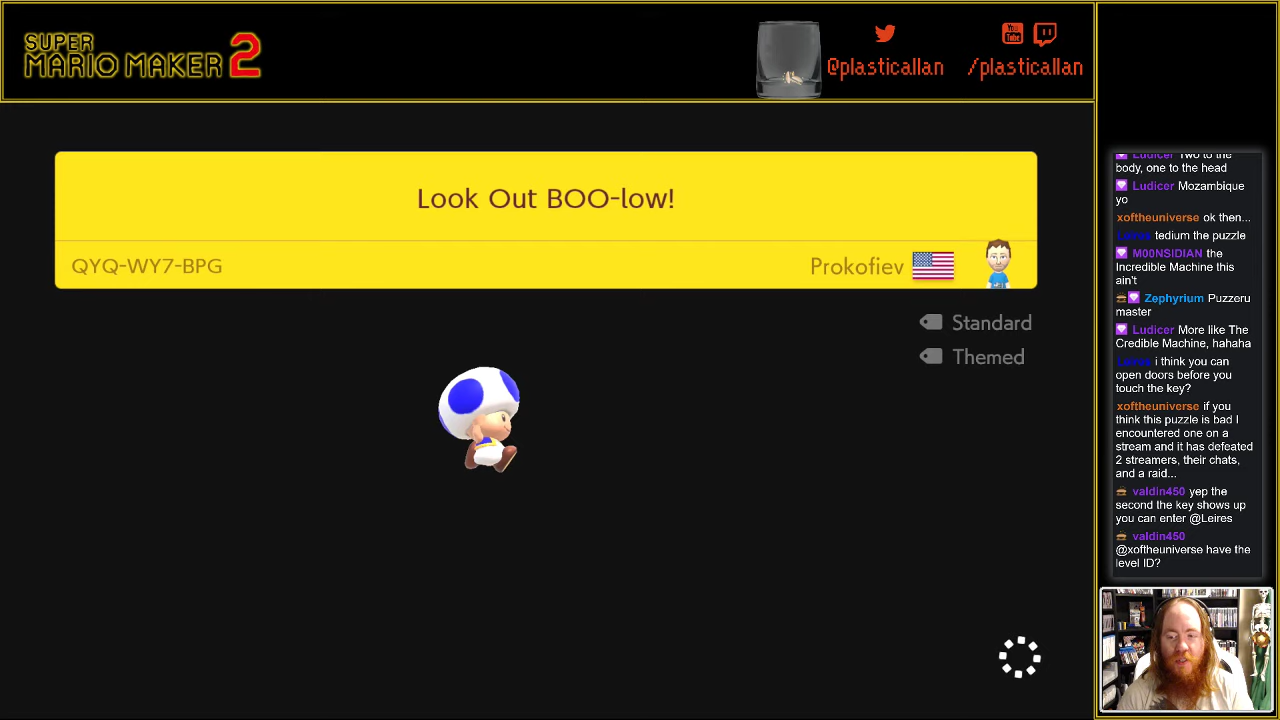 SUPER
MARIO MAKER 2
@plasticallan
You Tube
/plasticallan
Look Out BOO-low!
QYQ-WY7-BPG
Prokofiev
Standard
Themed
Ludicer Two to the
body, one to the head
Ludicer Mozambique
yo
xoftheuniverse ok then...
Leires tedium the puzzle
M00NSIDIAN the
Incredible Machine this
ain't
Zephyrium Puzzeru
master
Ludicer More like The
Credible Machine, hahaha
Leires i think you can
open doors before you
touch the key?
xoftheuniverse if you
think this puzzle is bad I
encountered one on a
stream and it has defeated
2 streamers, their chats,
and a raid...
valdin450 yep the
second the key shows up
you can enter @Leires
valdin450
@xoftheuniverse have the
level ID?